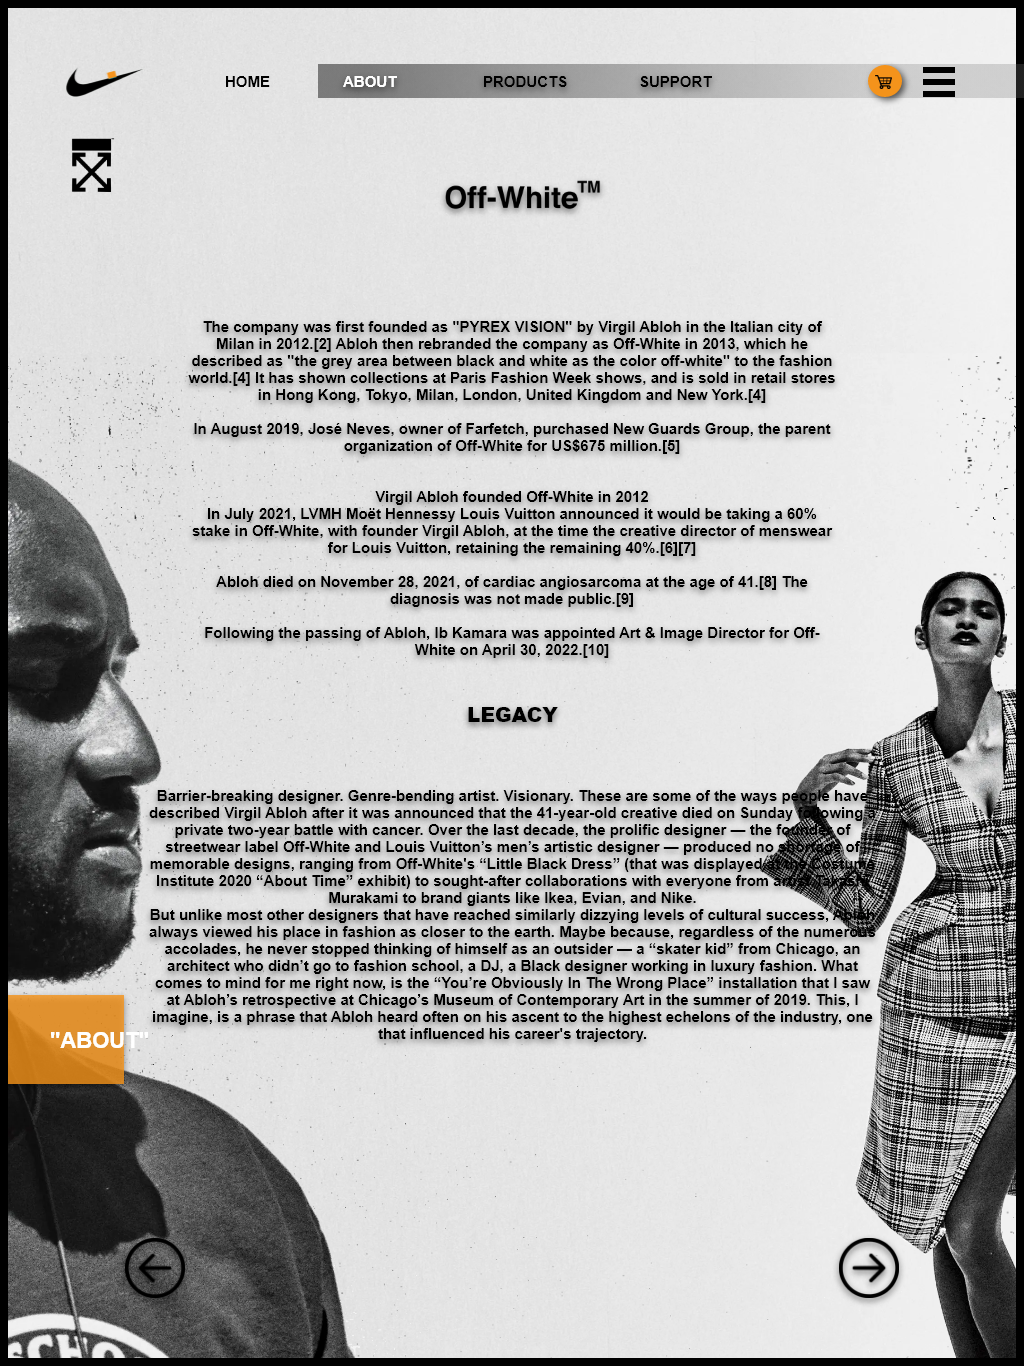 HOME ABOUT PRODUCTS SUPPORT
Off-White™
The company was first founded as "PYREX VISION" by Virgil Abloh in the Italian city of
Milan in 2012.[2] Abloh then rebranded the company as Off-White in 2013, which he
described as "the grey area between black and white as the color off-white" to the fashion
world.[4] It has shown collections at Paris Fashion Week shows, and is sold in retail stores
in Hong Kong, Tokyo, Milan, London, United Kingdom and New York.[4]
In August 2019, José Neves, owner of Farfetch, purchased New Guards Group, the parent
organization of Off-White for US$675 million.[5]
Virgil Abloh founded Off-White in 2012
In July 2021, LVMH Moët Hennessy Louis Vuitton announced it would be taking a 60%
stake in Off-White, with founder Virgil Abloh, at the time the creative director of menswear
for Louis Vuitton, retaining the remaining 40%.[6][7]
Abloh died on November 28, 2021, of cardiac angiosarcoma at the age of 41.[8] The
diagnosis was not made public.[9]
Following the passing of Abloh, Ib Kamara was appointed Art & Image Director for Off-
White on April 30, 2022.[10]
LEGACY
Barrier-breaking designer. Genre-bending artist. Visionary. These are some of the ways people have
described Virgil Abloh after it was announced that the 41-year-old creative died on Sunday following a
private two-year battle with cancer. Over the last decade, the prolific designer — the founder of
streetwear label Off-White and Louis Vuitton’s men’s artistic designer — produced no shortage of
memorable designs, ranging from Off-White's “Little Black Dress” (that was displayed at the Costume
Institute 2020 “About Time” exhibit) to sought-after collaborations with everyone from artist Takashi
Murakami to brand giants like Ikea, Evian, and Nike.
But unlike most other designers that have reached similarly dizzying levels of cultural success, Abloh
always viewed his place in fashion as closer to the earth. Maybe because, regardless of the numerous
accolades, he never stopped thinking of himself as an outsider — a “skater kid” from Chicago, an
architect who didn’t go to fashion school, a DJ, a Black designer working in luxury fashion. What
comes to mind for me right now, is the “You’re Obviously In The Wrong Place” installation that I saw
at Abloh’s retrospective at Chicago’s Museum of Contemporary Art in the summer of 2019. This, I
imagine, is a phrase that Abloh heard often on his ascent to the highest echelons of the industry, one
that influenced his career's trajectory.
"ABOUT"